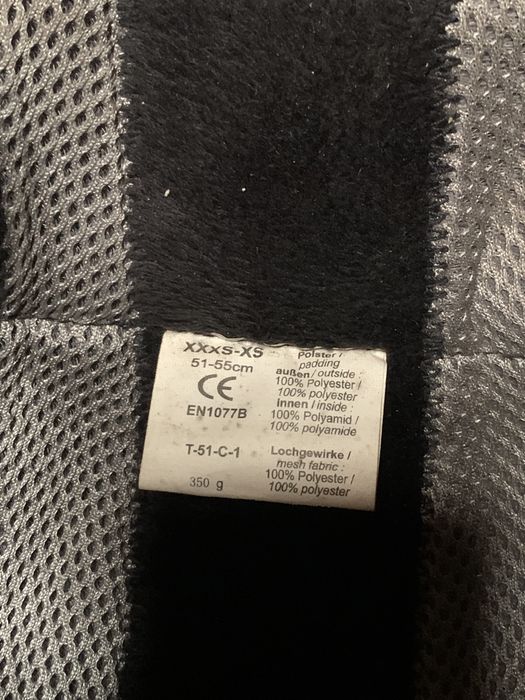 XXXS-XS
51-55cm
CE
EN1077B
T-51-C-1
350 g
Polster /
padding
außen / outside :
100% Polyester /
100% polyester
Innen / inside :
100% Polyamid /
100% polyamide
Lochgewirke /
mesh fabric :
100% Polyester /
100% polyester